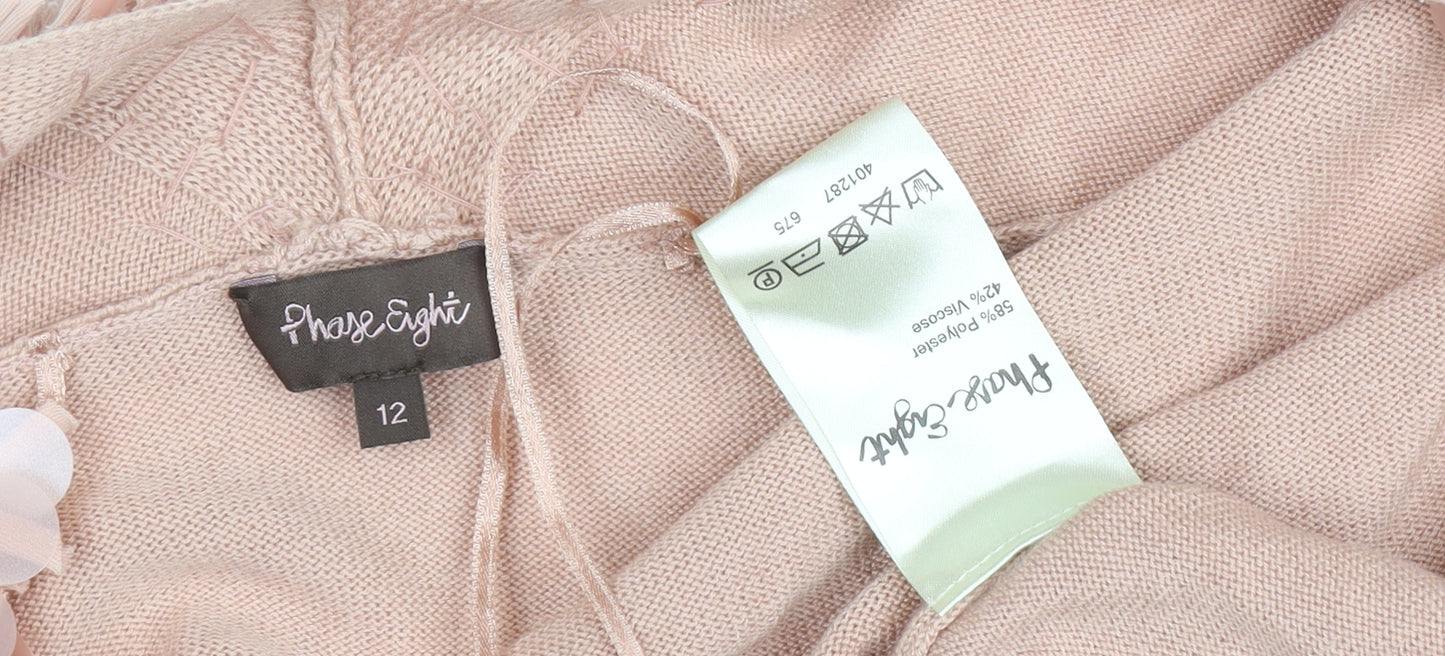 Phase Eight
12
Phase Eight
58% Polyester
42% Viscose
P
675 401287